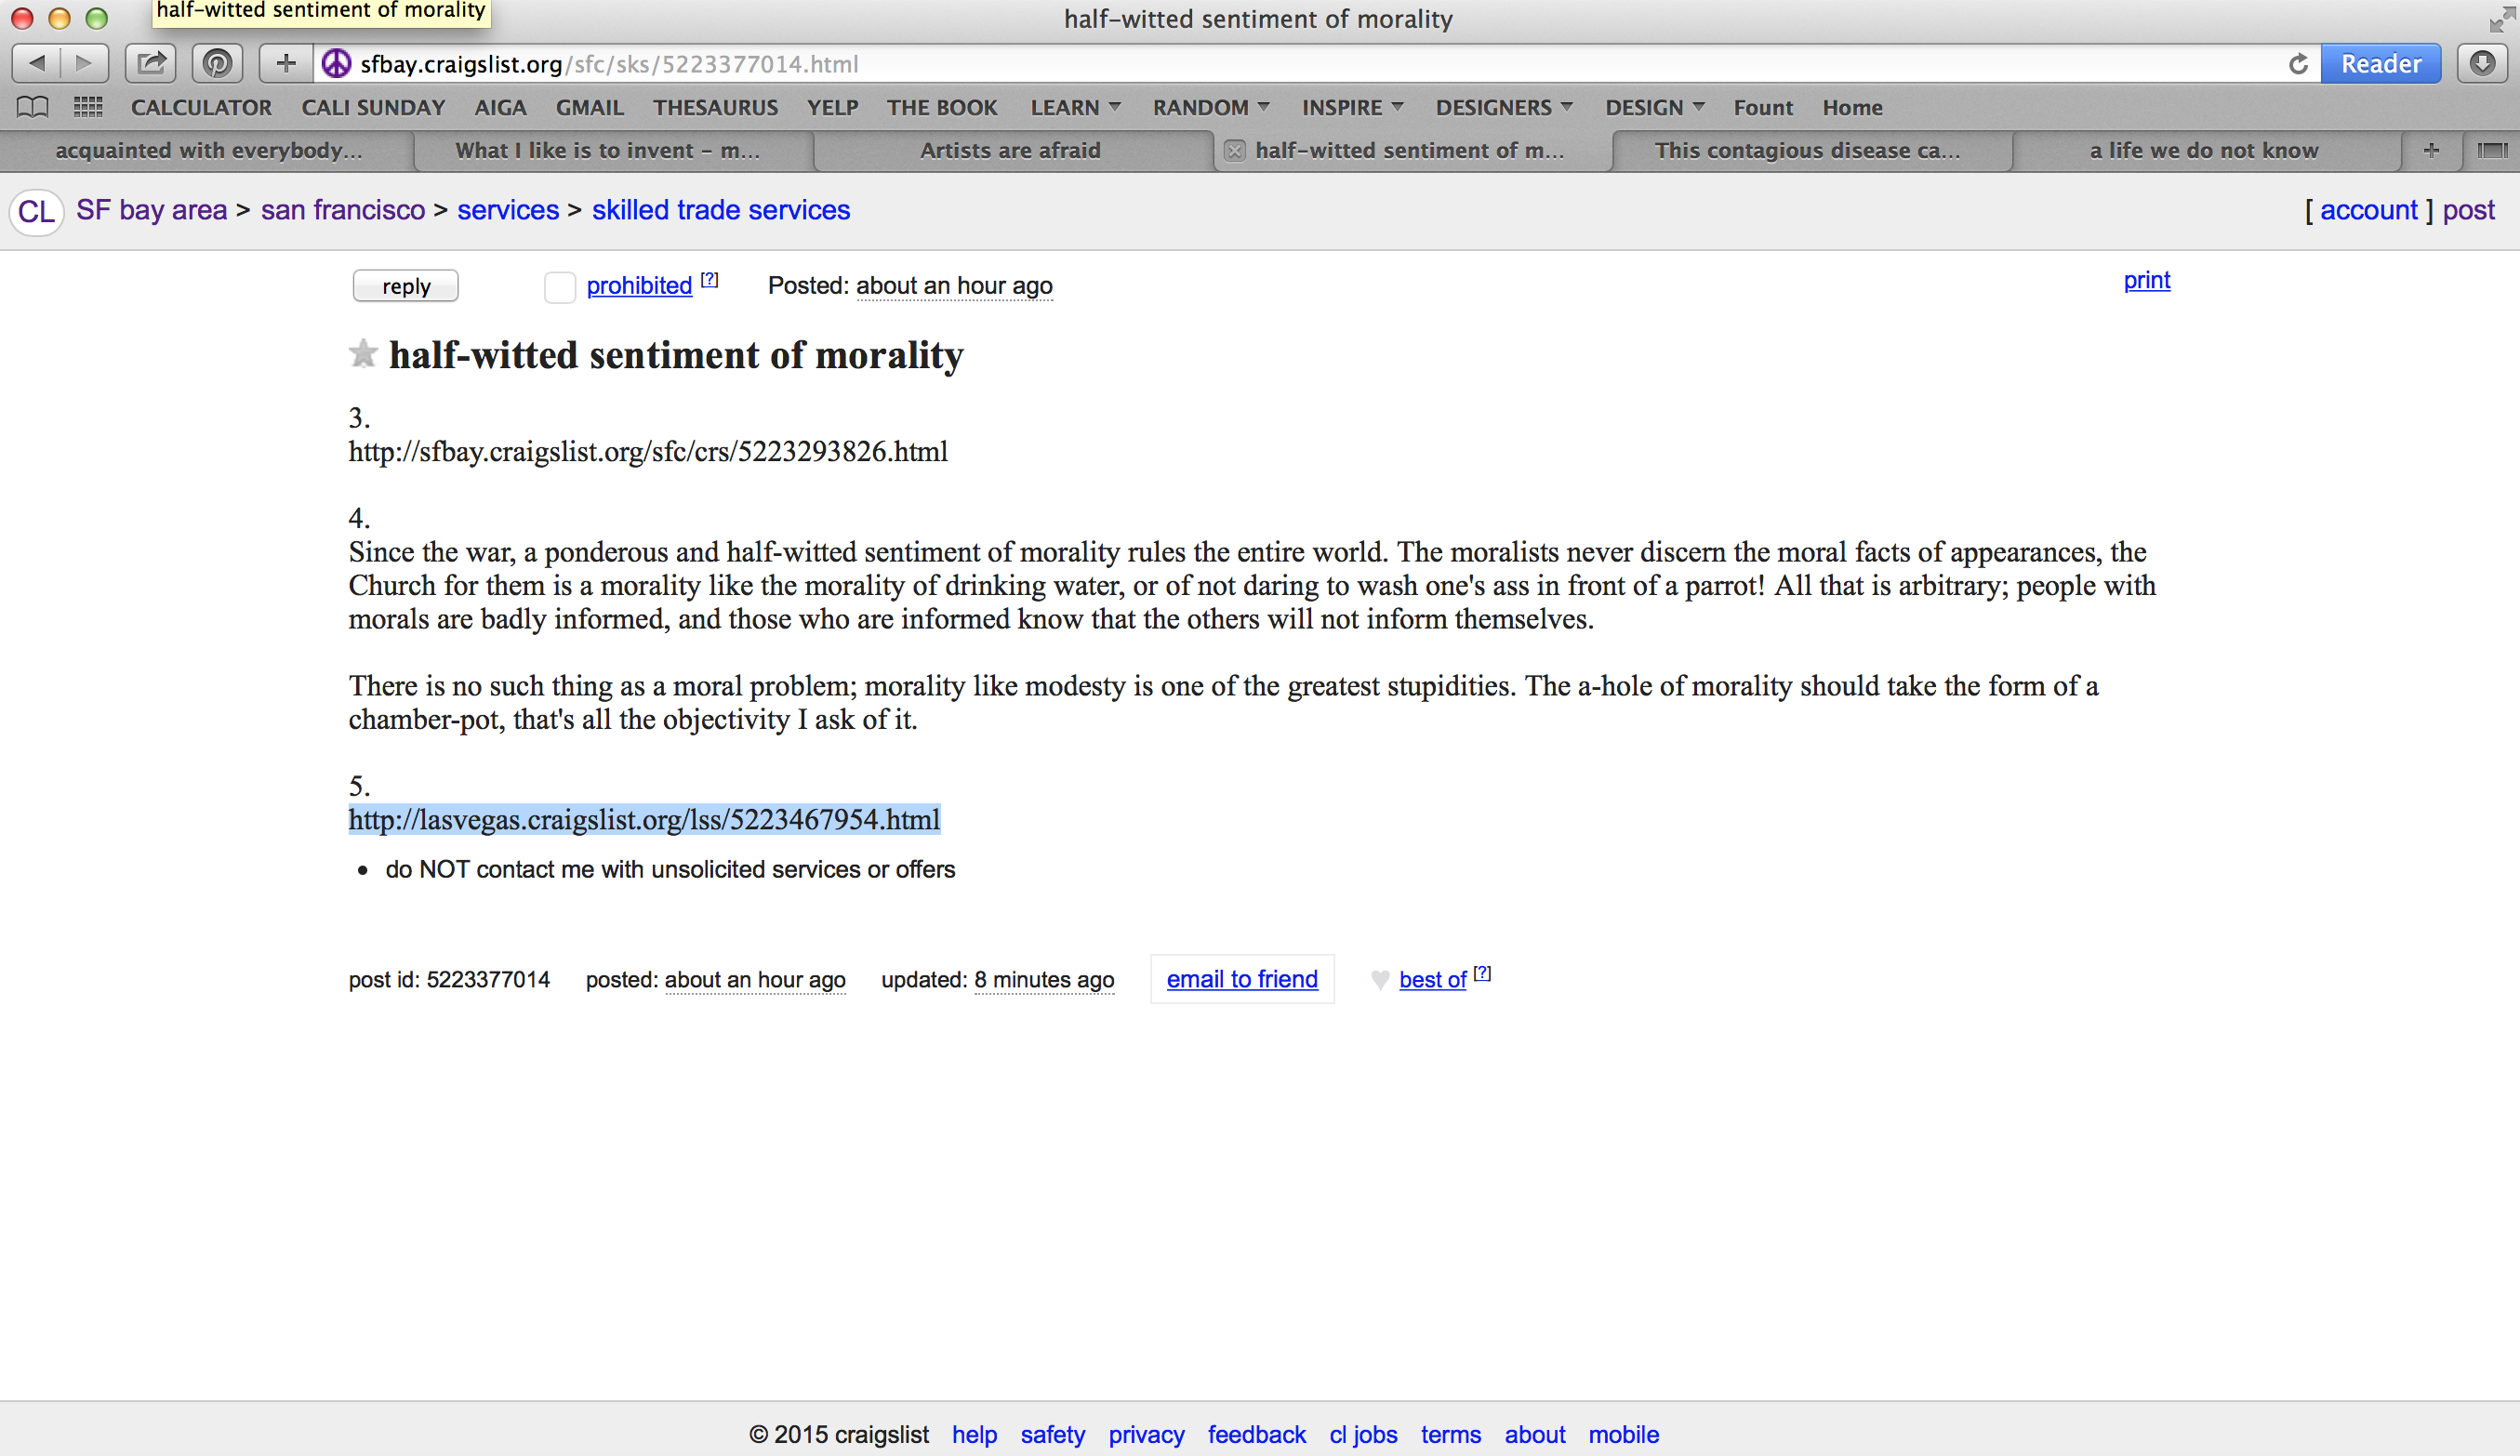 half-witted sentiment of morality
half-witted sentiment of morality
sfbay.craigslist.org/sfc/sks/5223377014.html
Reader
CALCULATOR CALI SUNDAY AIGA GMAIL THESAURUS YELP THE BOOK LEARN RANDOM INSPIRE DESIGNERS DESIGN Fount Home
acquainted with everybody... What I like is to invent – m... Artists are afraid half-witted sentiment of m... This contagious disease ca... a life we do not know
CL SF bay area > san francisco > services > skilled trade services [ account ] post
reply prohibited [?] Posted: about an hour ago print
half-witted sentiment of morality
3.
http://sfbay.craigslist.org/sfc/crs/5223293826.html
4.
Since the war, a ponderous and half-witted sentiment of morality rules the entire world. The moralists never discern the moral facts of appearances, the
Church for them is a morality like the morality of drinking water, or of not daring to wash one's ass in front of a parrot! All that is arbitrary; people with
morals are badly informed, and those who are informed know that the others will not inform themselves.
There is no such thing as a moral problem; morality like modesty is one of the greatest stupidities. The a-hole of morality should take the form of a
chamber-pot, that's all the objectivity I ask of it.
5.
http://lasvegas.craigslist.org/lss/5223467954.html
• do NOT contact me with unsolicited services or offers
post id: 5223377014 posted: about an hour ago updated: 8 minutes ago email to friend ♥ best of [?]
© 2015 craigslist help safety privacy feedback cl jobs terms about mobile